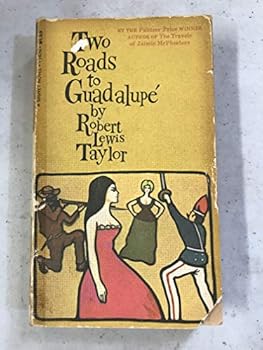 BY THE Pulitzer Prize WINNER
AUTHOR OF The Travels
of Jaimie McPheeters
Two
Roads
to
Guadalupé
by
Robert
Lewis
Taylor